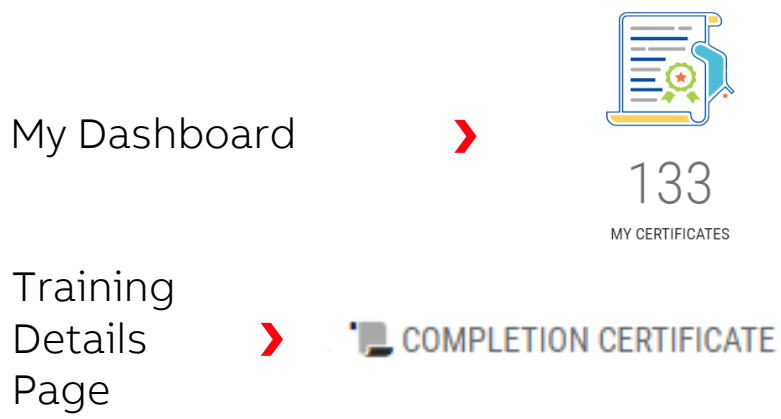 My Dashboard
133
MY CERTIFICATES
Training
Details
Page
COMPLETION CERTIFICATE